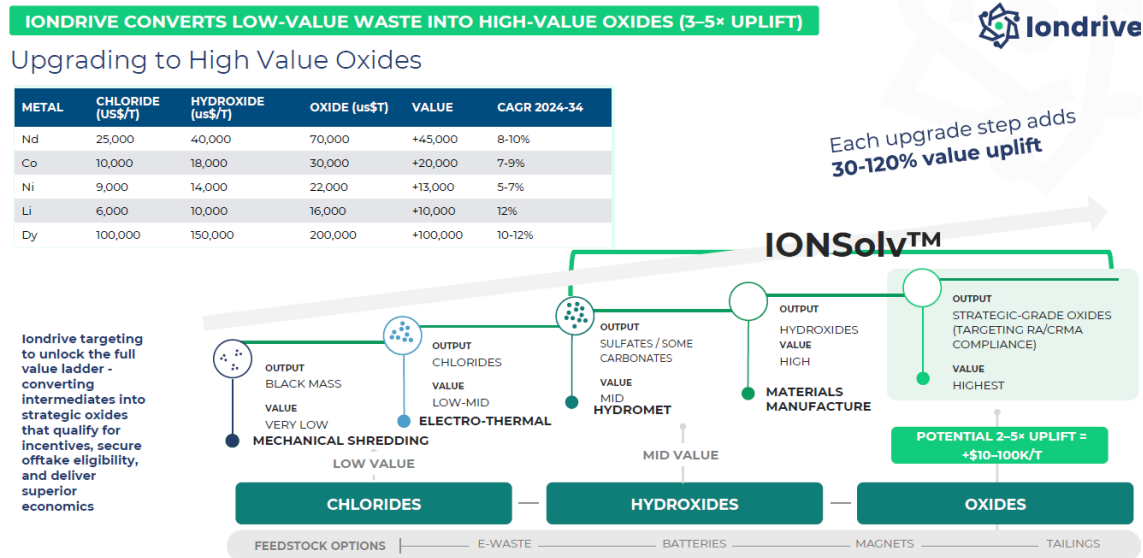 IONDRIVE CONVERTS LOW-VALUE WASTE INTO HIGH-VALUE OXIDES (3–5× UPLIFT)
Iondrive
Upgrading to High Value Oxides
METAL CHLORIDE (US$/T) HYDROXIDE (us$/T) OXIDE (us$T) VALUE CAGR 2024-34
Nd 25,000 40,000 70,000 +45,000 8-10%
Co 10,000 18,000 30,000 +20,000 7-9%
Ni 9,000 14,000 22,000 +13,000 5-7%
Li 6,000 10,000 16,000 +10,000 12%
Dy 100,000 150,000 200,000 +100,000 10-12%
Each upgrade step adds
30-120% value uplift
IONSolv™
Iondrive targeting
to unlock the full
value ladder -
converting
intermediates into
strategic oxides
that qualify for
incentives, secure
offtake eligibility,
and deliver
superior
economics
OUTPUT
BLACK MASS
VALUE
VERY LOW
MECHANICAL SHREDDING
OUTPUT
CHLORIDES
VALUE
LOW-MID
ELECTRO-THERMAL
OUTPUT
SULFATES / SOME
CARBONATES
VALUE
MID
HYDROMET
OUTPUT
HYDROXIDES
VALUE
HIGH
MATERIALS
MANUFACTURE
OUTPUT
STRATEGIC-GRADE OXIDES
(TARGETING RA/CRMA
COMPLIANCE)
VALUE
HIGHEST
POTENTIAL 2–5× UPLIFT =
+$10–100K/T
LOW VALUE
MID VALUE
CHLORIDES
HYDROXIDES
OXIDES
FEEDSTOCK OPTIONS E-WASTE BATTERIES MAGNETS TAILINGS